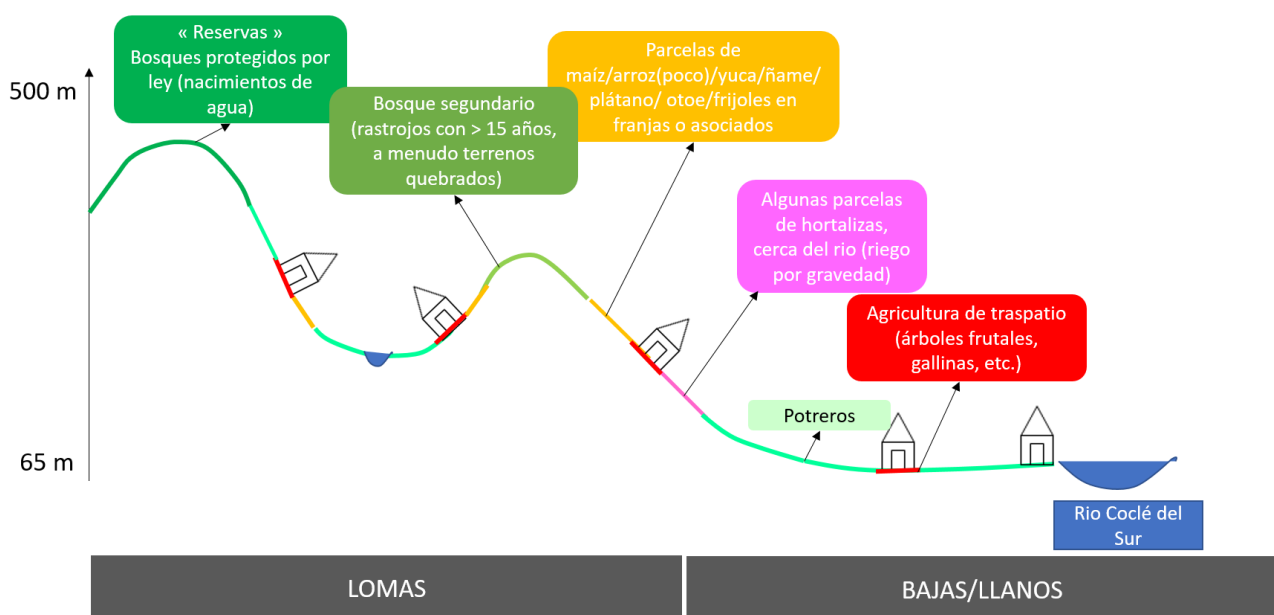 « Reservas »
Bosques protegidos por
ley (nacimientos de
agua)
500 m
Bosque segundario
(rastrojos con > 15 años,
a menudo terrenos
quebrados)
Parcelas de
maíz/arroz(poco)/yuca/ñame/
plátano/ otoe/frijoles en
franjas o asociados
Algunas parcelas
de hortalizas,
cerca del rio (riego
por gravedad)
Agricultura de traspatio
(árboles frutales,
gallinas, etc.)
Potreros
65 m
Rio Coclé del
Sur
LOMAS
BAJAS/LLANOS